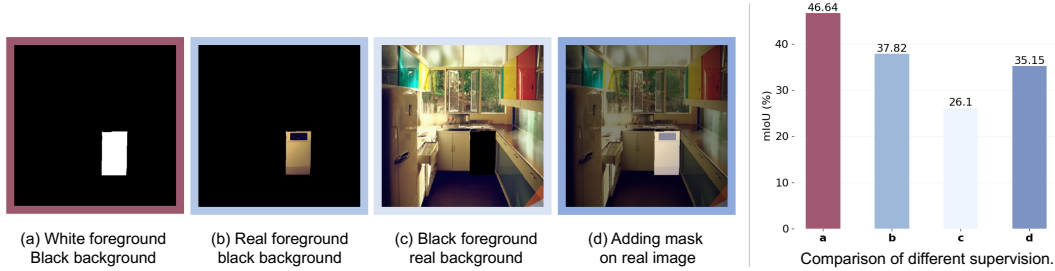 (a) White foreground
Black background
(b) Real foreground
black background
(c) Black foreground
real background
(d) Adding mask
on real image
46.64
37.82
26.1
35.15
mIoU (%)
40
30
20
10
0
a b c d
Comparison of different supervision.